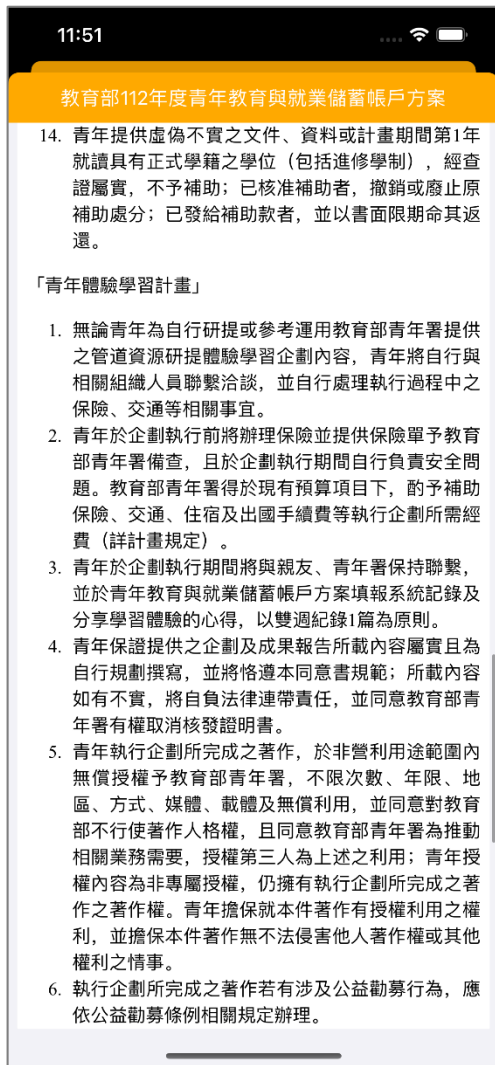 11:51
教育部112年度青年教育與就業儲蓄帳戶方案
14. 青年提供虛偽不實之文件、資料或計畫期間第1年
就讀具有正式學籍之學位（包括進修學制），經查
證屬實，不予補助；已核准補助者，撤銷或廢止原
補助處分；已發給補助款者，並以書面限期命其返
還。
「青年體驗學習計畫」
1. 無論青年為自行研提或參考運用教育部青年署提供
之管道資源研提體驗學習企劃內容，青年將自行與
相關組織人員聯繫洽談，並自行處理執行過程中之
保險、交通等相關事宜。
2. 青年於企劃執行前將辦理保險並提供保險單予教育
部青年署備查，且於企劃執行期間自行負責安全問
題。教育部青年署得於現有預算項目下，酌予補助
保險、交通、住宿及出國手續費等執行企劃所需經
費（詳計畫規定）。
3. 青年於企劃執行期間將與親友、青年署保持聯繫，
並於青年教育與就業儲蓄帳戶方案填報系統記錄及
分享學習體驗的心得，以雙週紀錄1篇為原則。
4. 青年保證提供之企劃及成果報告所載內容屬實且為
自行規劃撰寫，並將恪遵本同意書規範；所載內容
如有不實，將自負法律連帶責任，並同意教育部青
年署有權取消核發證明書。
5. 青年執行企劃所完成之著作，於非營利用途範圍內
無償授權予教育部青年署，不限次數、年限、地
區、方式、媒體、載體及無償利用，並同意對教育
部不行使著作人格權，且同意教育部青年署為推動
相關業務需要，授權第三人為上述之利用；青年授
權內容為非專屬授權，仍擁有執行企劃所完成之著
作之著作權。青年擔保就本件著作有授權利用之權
利，並擔保本件著作無不法侵害他人著作權或其他
權利之情事。
6. 執行企劃所完成之著作若有涉及公益勸募行為，應
依公益勸募條例相關規定辦理。